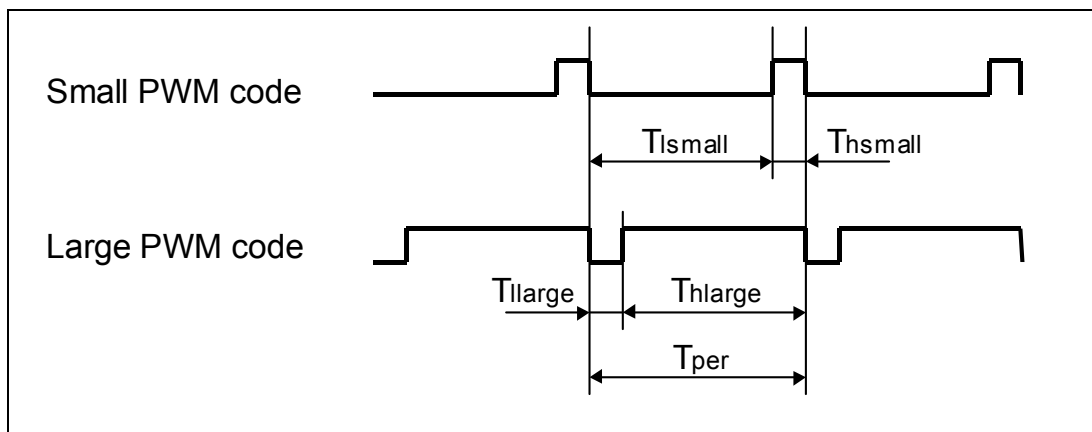 Small PWM code
Tlsmall
Thsmall
Large PWM code
Tllarge
Thlarge
Tper